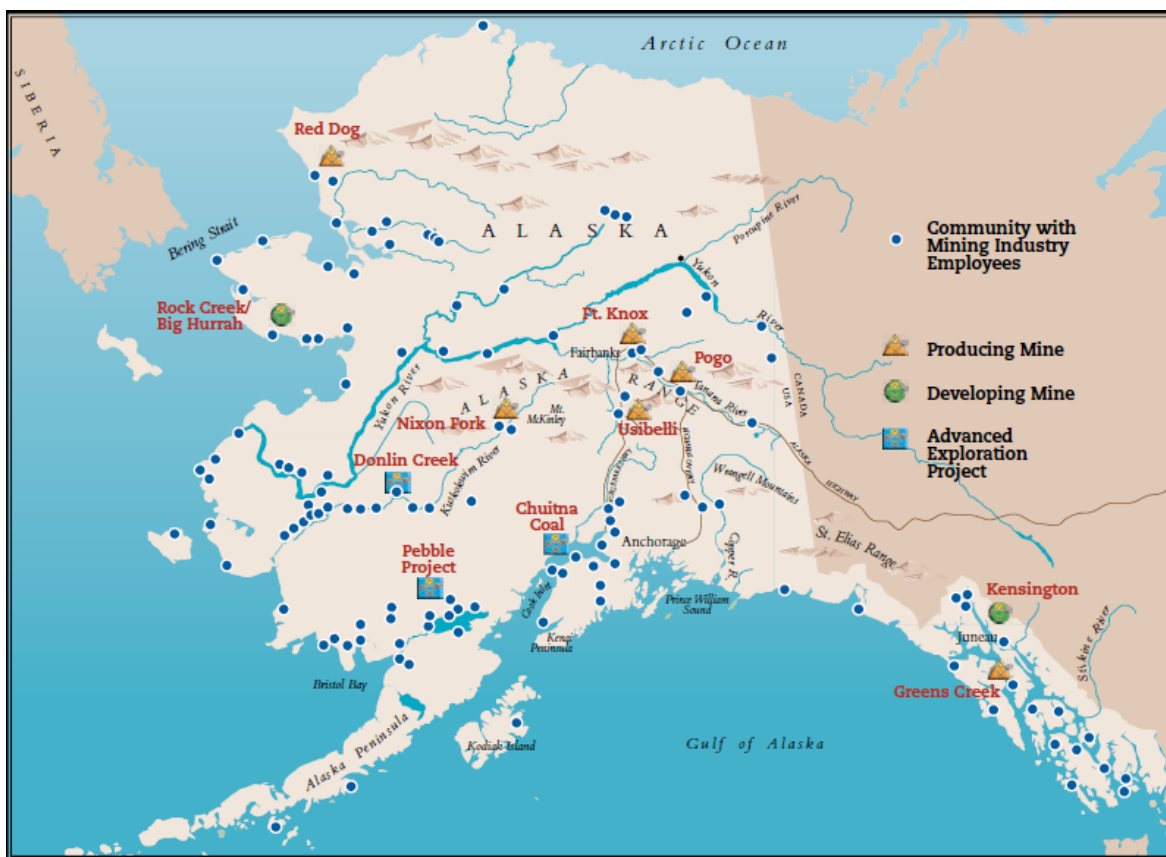 Arctic Ocean
SIBERIA
Red Dog
Bering Strait
ALASKA
Porcupine River
Yukon
River
Community with
Mining Industry
Employees
Rock Creek/
Big Hurrah
Ft. Knox
Fairbanks
Pogo
Producing Mine
CANADA
USA
Developing Mine
Yukon River
ALASKA
RANGE
Tanana River
Mt.
McKinley
Nixon Fork
Usibelli
Advanced
Exploration
Project
ALASKA
HIGHWAY
Donlin Creek
Kuskokwim River
Wrangell Mountains
Chuitna
Coal
Anchorage
Copper R.
St. Elias Range
Pebble
Project
Cook Inlet
Prince William
Sound
Kensington
Kenai
Peninsula
Juneau
Stikine River
Bristol Bay
Greens Creek
Alaska Peninsula
Kodiak Island
Gulf of Alaska